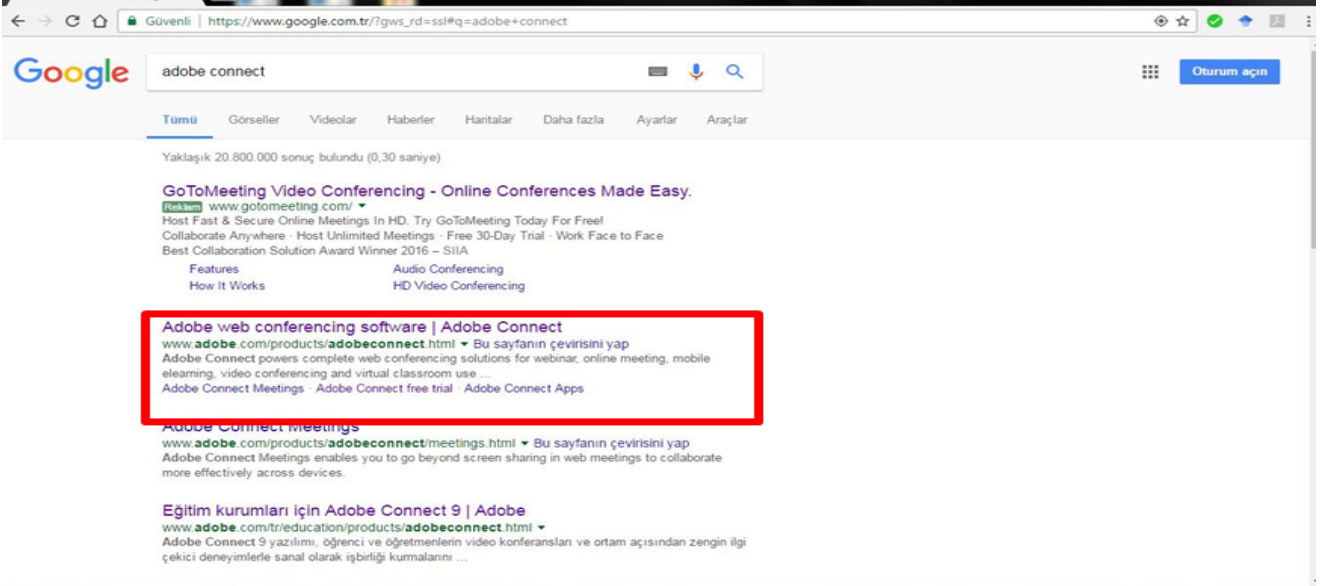 Güvenli | https://www.google.com.tr/?gws_rd=ssl#q=adobe+connect
Google adobe connect Oturum açın
Tümü Görseller Videolar Haberler Haritalar Daha fazla Ayarlar Araçlar
Yaklaşık 20.800.000 sonuç bulundu (0,30 saniye)
GoToMeeting Video Conferencing - Online Conferences Made Easy.
Reklam www.gotomeeting.com/
Host Fast & Secure Online Meetings In HD. Try GoToMeeting Today For Free!
Collaborate Anywhere · Host Unlimited Meetings · Free 30-Day Trial · Work Face to Face
Best Collaboration Solution Award Winner 2016 – SIIA
Features Audio Conferencing
How It Works HD Video Conferencing
Adobe web conferencing software | Adobe Connect
www.adobe.com/products/adobeconnect.html Bu sayfanın çevirisini yap
Adobe Connect powers complete web conferencing solutions for webinar, online meeting, mobile
elearning, video conferencing and virtual classroom use ...
Adobe Connect Meetings · Adobe Connect free trial · Adobe Connect Apps
Adobe Connect Meetings
www.adobe.com/products/adobeconnect/meetings.html Bu sayfanın çevirisini yap
Adobe Connect Meetings enables you to go beyond screen sharing in web meetings to collaborate
more effectively across devices.
Eğitim kurumları için Adobe Connect 9 | Adobe
www.adobe.com/tr/education/products/adobeconnect.html
Adobe Connect 9 yazılımı, öğrenci ve öğretmenlerin video konferansları ve ortam açısından zengin ilgi
çekici deneyimlerle sanal olarak işbirliği kurmalarını ...